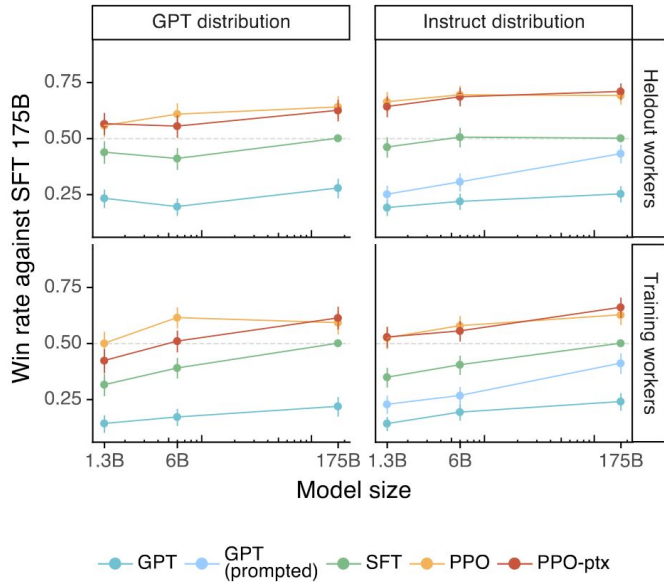 GPT distribution
Instruct distribution
Win rate against SFT 175B
0.75
0.50
0.25
Heldout workers
0.75
0.50
0.25
Training workers
1.3B 6B 175B
1.3B 6B 175B
Model size
GPT
GPT (prompted)
SFT
PPO
PPO-ptx